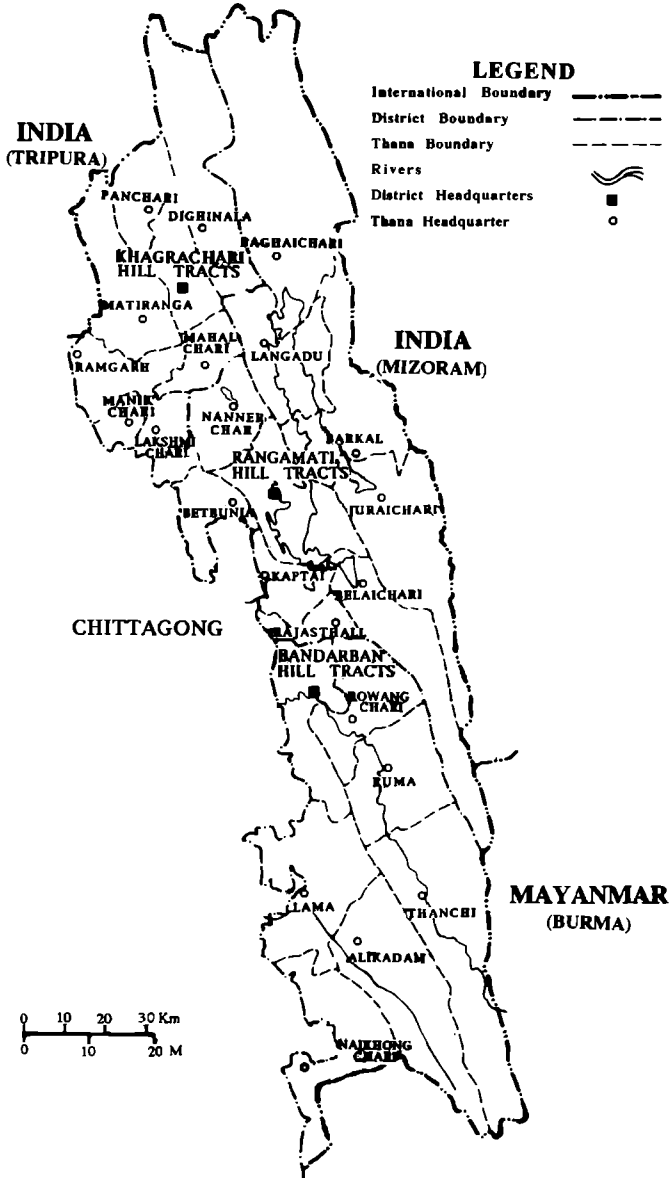 LEGEND
International Boundary
District Boundary
Thana Boundary
Rivers
District Headquarters
Thana Headquarter
INDIA
(TRIPURA)
PANCHARI
DIGHINALA
BAGHAICHARI
KHAGRACHARI
HILL TRACTS
MATIRANGA
MAHAL
CHARI
LANGADU
INDIA
(MIZORAM)
RAMGARH
MANIK
CHARI
NANNER
CHAR
LAKSHMI
CHARI
BARKAL
RANGAMATI
HILL TRACTS
BETBUNIA
JURAICHARI
KAPTAI
BELAICHARI
CHITTAGONG
RAJASTHALI
BANDARBAN
HILL TRACTS
ROWANG
CHARI
RUMA
LAMA
THANCHI
MAYANMAR
(BURMA)
ALIKADAM
0 10 20 30 Km
0 10 20 M
NAIKHONG
CHARI